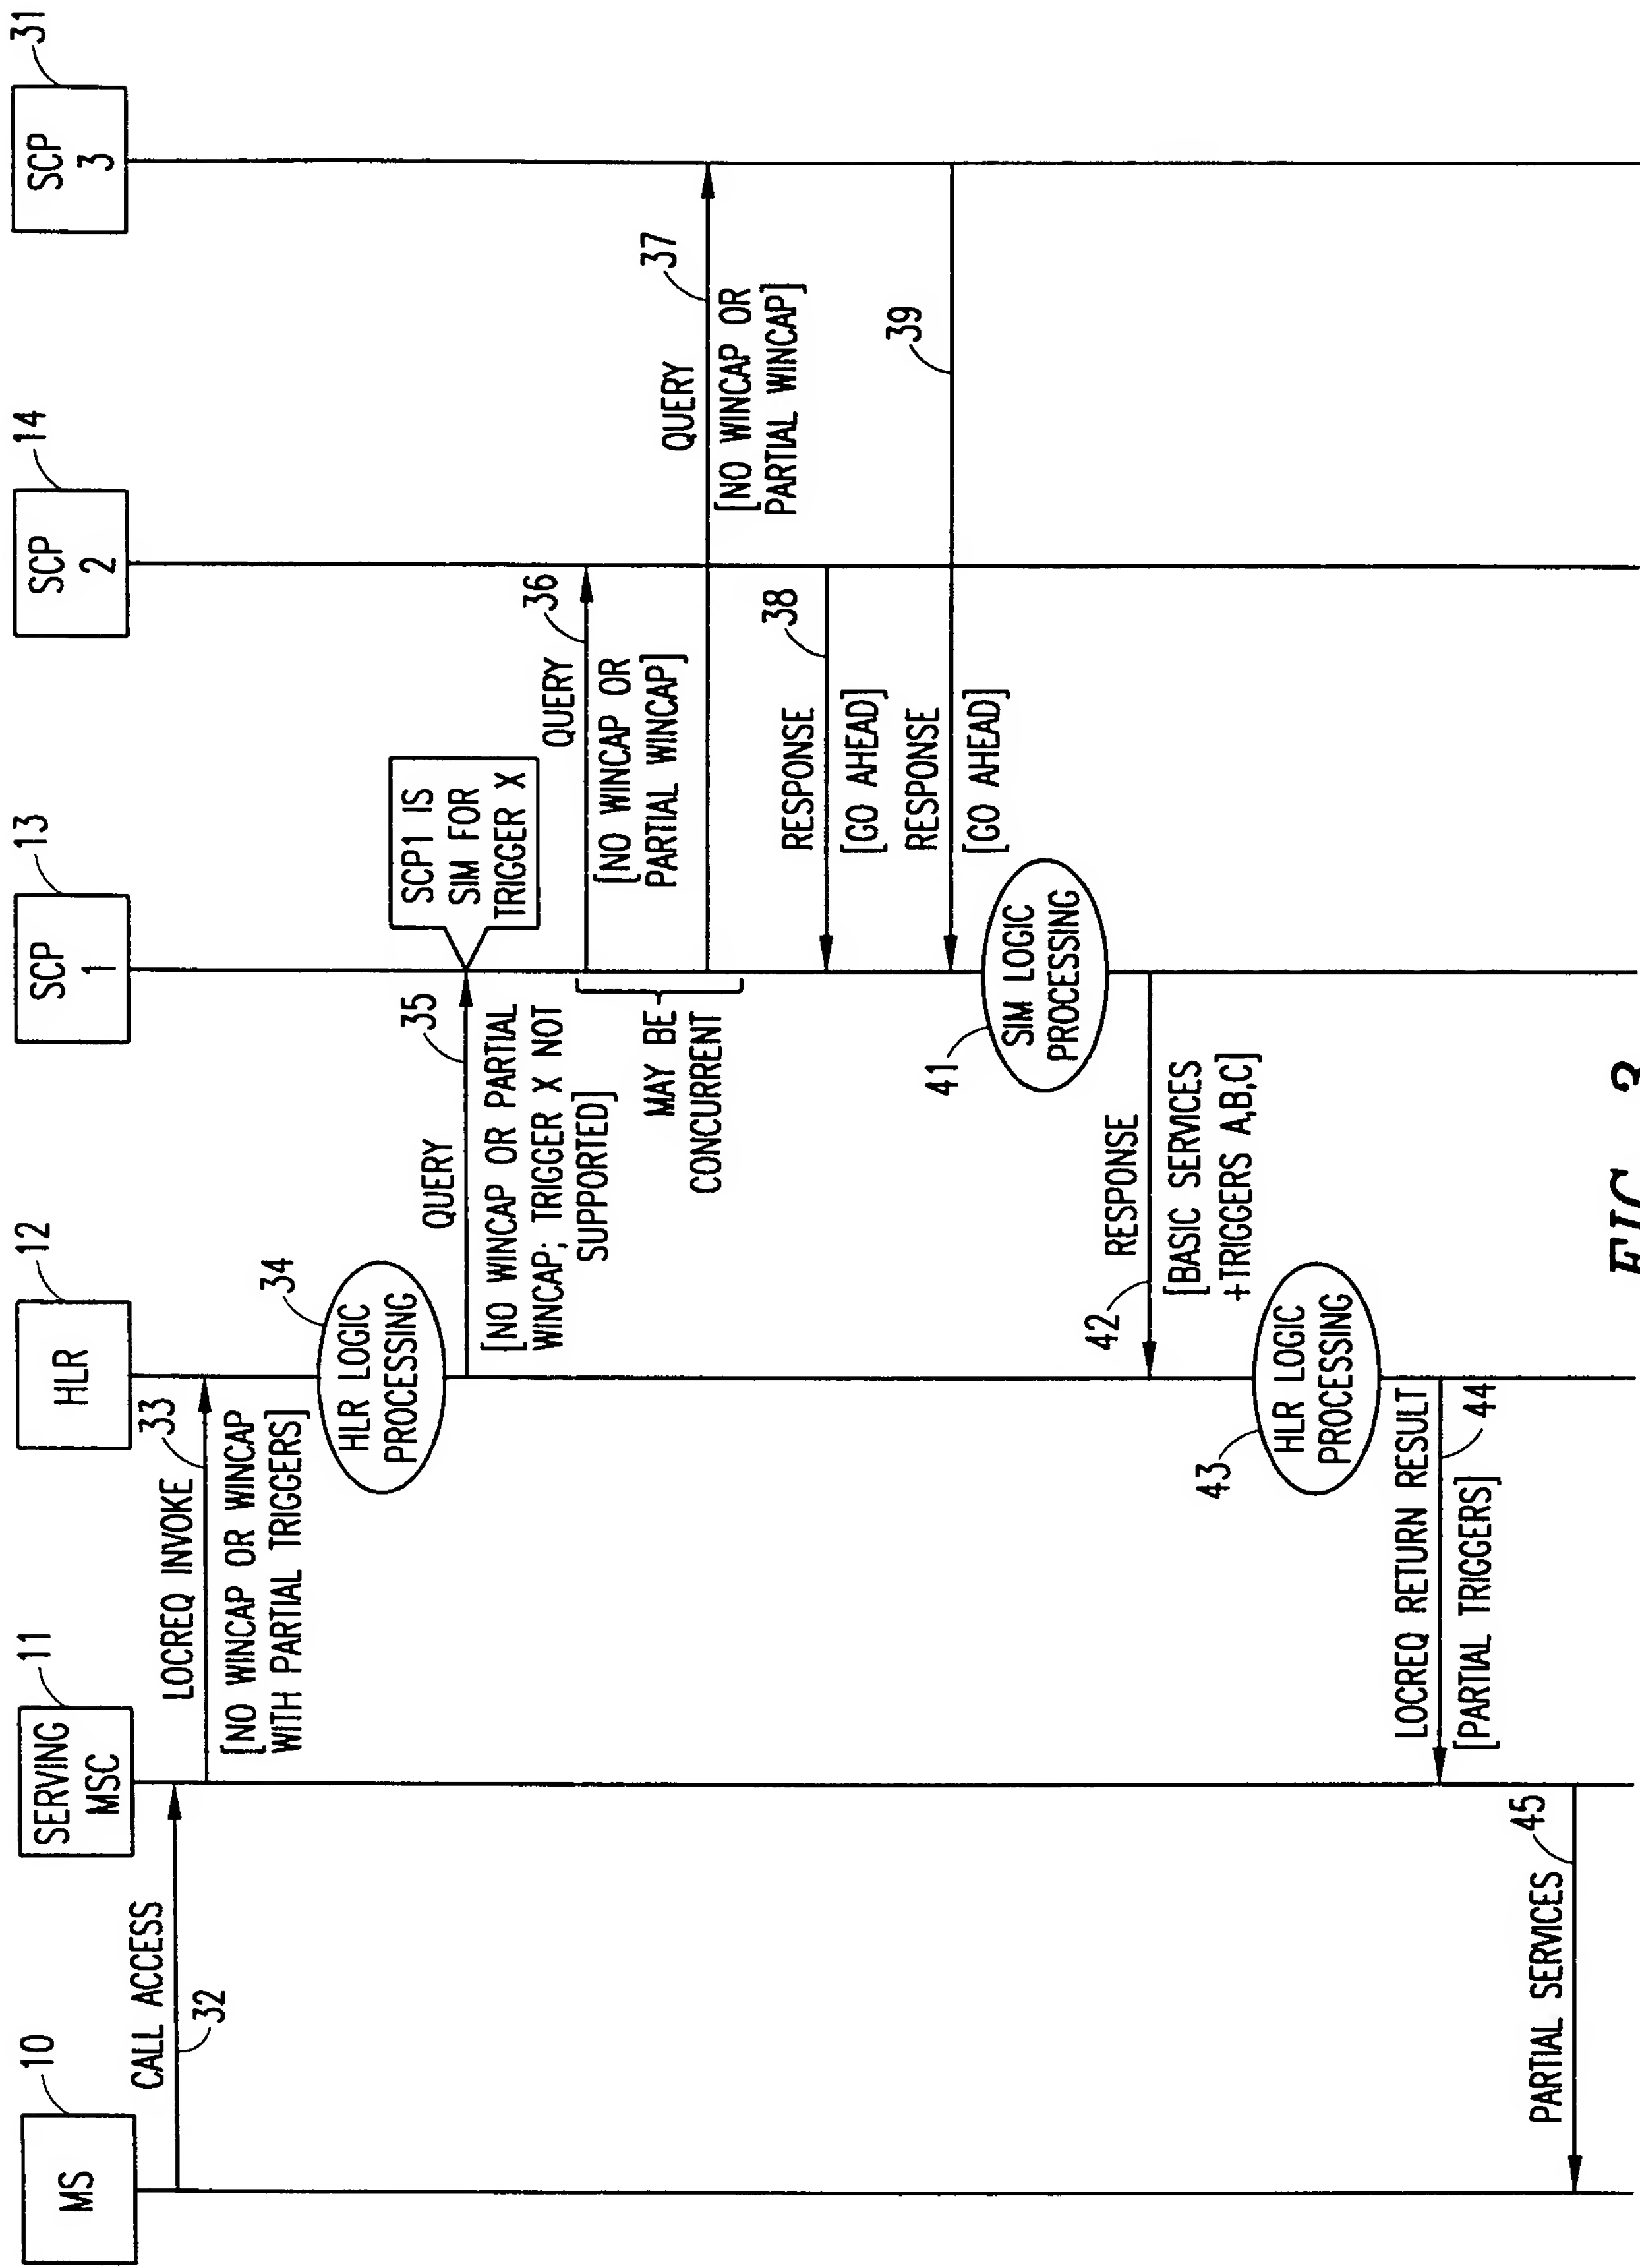 10
MS
11
SERVING
MSC
12
HLR
13
SCP
1
14
SCP
2
31
SCP
3
CALL ACCESS
32
LOCREQ INVOKE
33
[NO WINCAP OR WINCAP
WITH PARTIAL TRIGGERS]
HLR LOGIC
PROCESSING
34
QUERY
35
[NO WINCAP OR PARTIAL
WINCAP; TRIGGER X NOT
SUPPORTED]
SCP1 IS
SIM FOR
TRIGGER X
QUERY
36
[NO WINCAP OR
PARTIAL WINCAP]
MAY BE
CONCURRENT
QUERY
37
[NO WINCAP OR
PARTIAL WINCAP]
RESPONSE
38
[GO AHEAD]
RESPONSE
39
[GO AHEAD]
41
SIM LOGIC
PROCESSING
RESPONSE
42
[BASIC SERVICES
+TRIGGERS A,B,C]
43
HLR LOGIC
PROCESSING
LOCREQ RETURN RESULT
44
[PARTIAL TRIGGERS]
PARTIAL SERVICES
45
FIG. 3